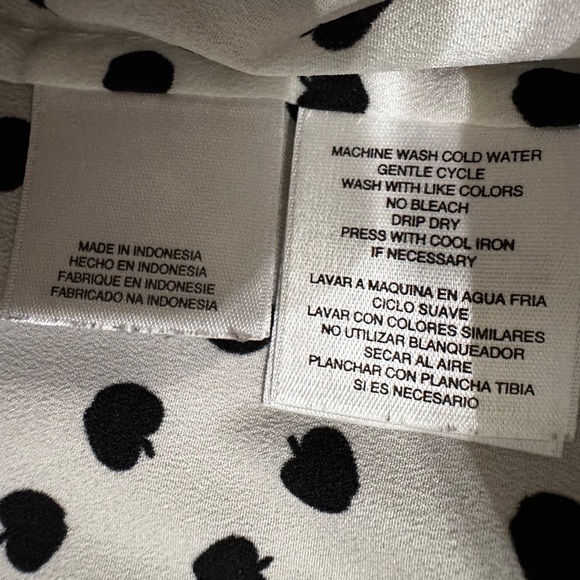 MADE IN INDONESIA
HECHO EN INDONESIA
FABRIQUE EN INDONESIE
FABRICADO NA INDONESIA
MACHINE WASH COLD WATER
GENTLE CYCLE
WASH WITH LIKE COLORS
NO BLEACH
DRIP DRY
PRESS WITH COOL IRON
IF NECESSARY
LAVAR A MAQUINA EN AGUA FRIA
CICLO SUAVE
LAVAR CON COLORES SIMILARES
NO UTILIZAR BLANQUEADOR
SECAR AL AIRE
PLANCHAR CON PLANCHA TIBIA
SI ES NECESARIO